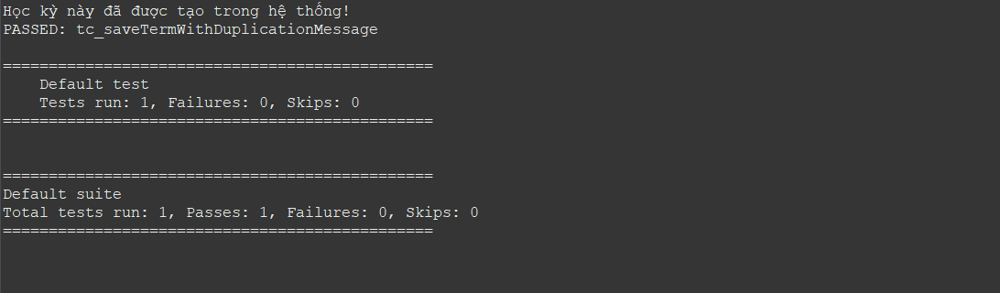 Học kỳ này đã được tạo trong hệ thống!
PASSED: tc_saveTermWithDuplicationMessage
===============================================
Default test
Tests run: 1, Failures: 0, Skips: 0
===============================================
===============================================
Default suite
Total tests run: 1, Passes: 1, Failures: 0, Skips: 0
===============================================